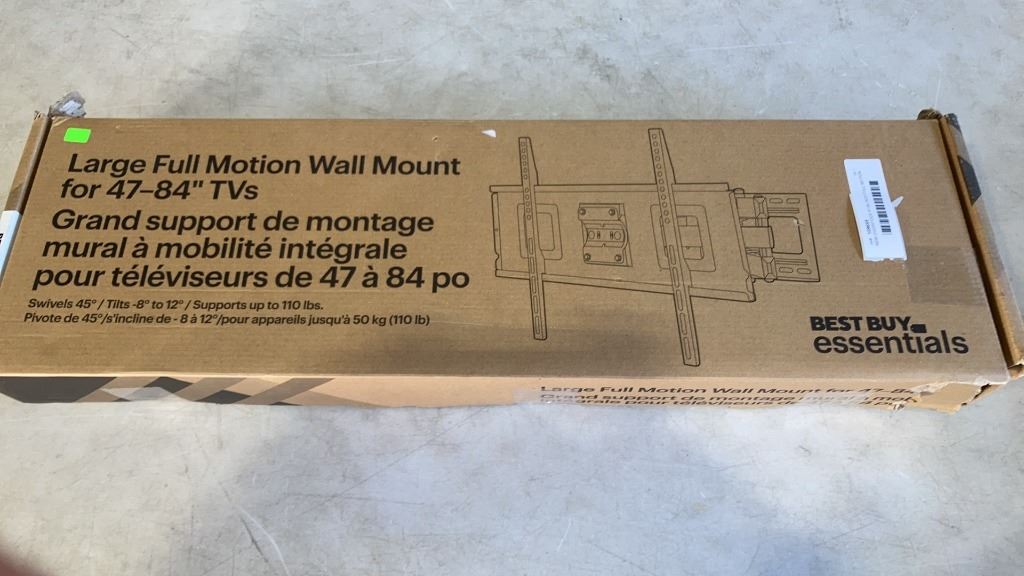 Large Full Motion Wall Mount
for 47–84" TVs
Grand support de montage
mural à mobilité intégrale
pour téléviseurs de 47 à 84 po
Swivels 45° / Tilts -8° to 12° / Supports up to 110 lbs.
Pivote de 45°/s'incline de - 8 à 12°/pour appareils jusqu'à 50 kg (110 lb)
BEST BUY
essentials
Large Full Motion Wall Mount for 47–8
Grand support de montage mural à mo